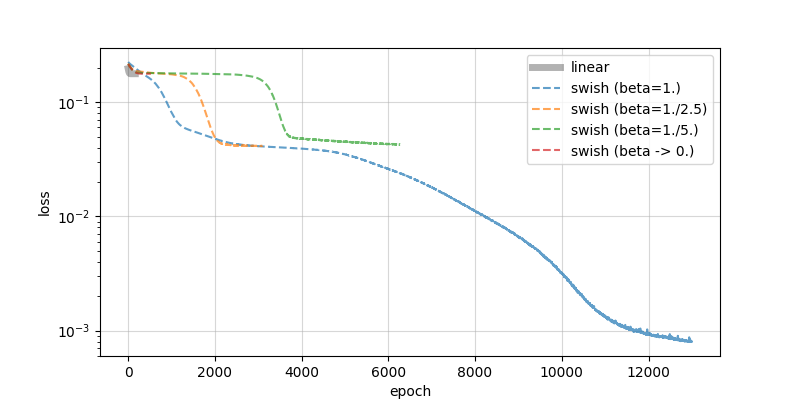 linear
swish (beta=1.)
swish (beta=1./2.5)
swish (beta=1./5.)
swish (beta -> 0.)
10⁻¹
10⁻²
10⁻³
loss
0 2000 4000 6000 8000 10000 12000
epoch